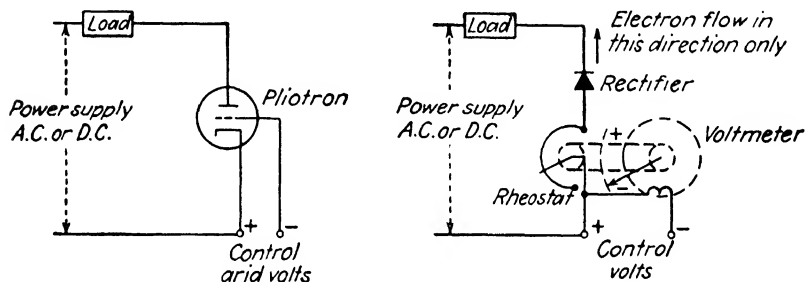 Load
Pliotron
Power supply
A.C. or D.C.
+
-
Control
grid volts
Load
Electron flow in
this direction only
Rectifier
Power supply
A.C. or D.C.
+
-
Voltmeter
Rheostat
+
-
Control
volts